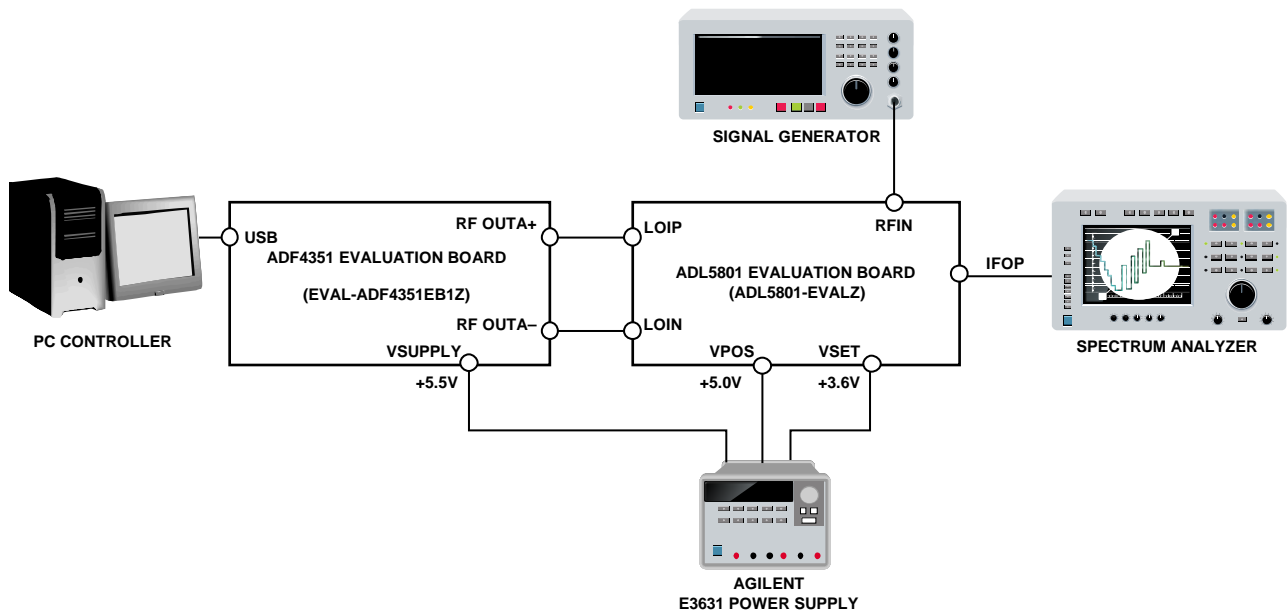 SIGNAL GENERATOR
PC CONTROLLER
USB
RF OUTA+
ADF4351 EVALUATION BOARD
(EVAL-ADF4351EB1Z)
RF OUTA–
VSUPPLY
+5.5V
LOIP
RFIN
ADL5801 EVALUATION BOARD
(ADL5801-EVALZ)
LOIN
VPOS
VSET
+5.0V
+3.6V
IFOP
SPECTRUM ANALYZER
AGILENT
E3631 POWER SUPPLY